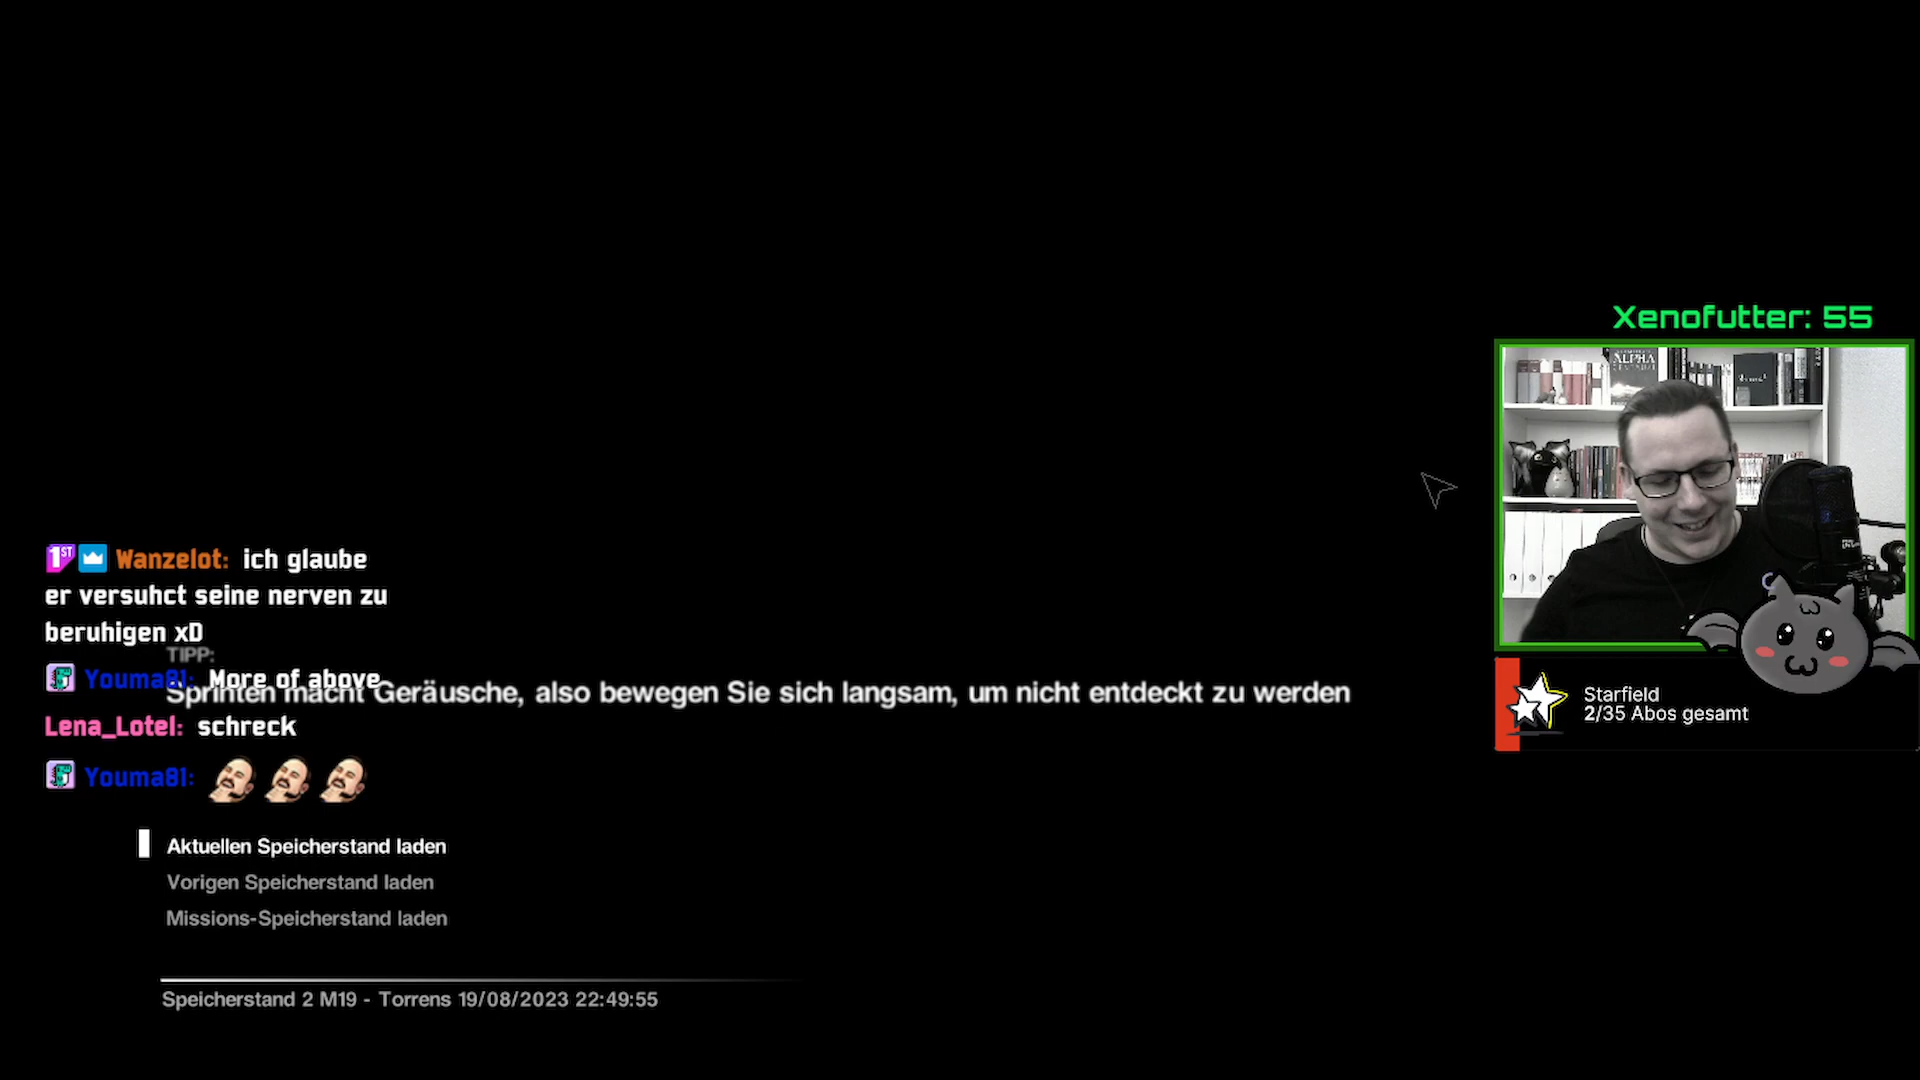 Xenofutter: 55
ALPHA
1ST Wanzelot: ich glaube
er versuhct seine nerven zu
beruhigen xD
TIPP:
Youma81: More of above
Sprinten macht Geräusche, also bewegen Sie sich langsam, um nicht entdeckt zu werden
Lena_Lotel: schreck
Youma81:
Starfield
2/35 Abos gesamt
Aktuellen Speicherstand laden
Vorigen Speicherstand laden
Missions-Speicherstand laden
Speicherstand 2 M19 - Torrens 19/08/2023 22:49:55